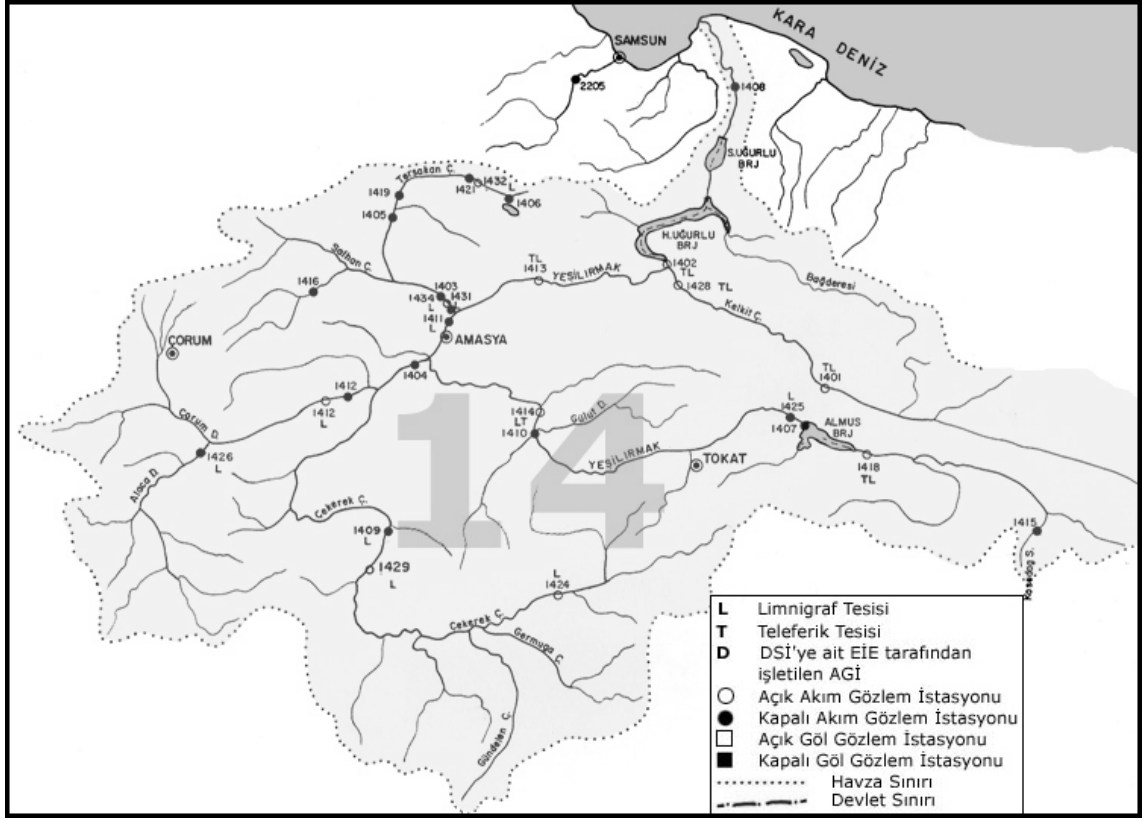 KARA DENİZ
SAMSUN
2205
1408
S.UĞURLU
BRJ
Tersakan Ç.
1421
1432
L
1406
1419
1405
H.UĞURLU
BRJ
1402
TL
1428 TL
Bağderesi
Kelkit Ç.
TL
1413
YEŞİLIRMAK
Salhan Ç.
1416
1403
1434
1431
L
L
1411
L
AMASYA
ÇORUM
1404
1412
1412
L
TL
1401
14
1414
LT
1410
Gülut D.
L
1425
1407
ALMUS
BRJ
YEŞİLIRMAK
TOKAT
1418
TL
Çorum D.
1426
L
Alaca D.
Çekerek Ç.
1409
L
1429
L
L
1424
1415
Kösedağ S.
Çekerek Ç.
Germuga Ç.
Gündelen Ç.
L Limnigraf Tesisi
T Teleferik Tesisi
D DSİ'ye ait EİE tarafından
işletilen AGİ
Açık Akım Gözlem İstasyonu
Kapalı Akım Gözlem İstasyonu
Açık Göl Gözlem İstasyonu
Kapalı Göl Gözlem İstasyonu
Havza Sınırı
Devlet Sınırı